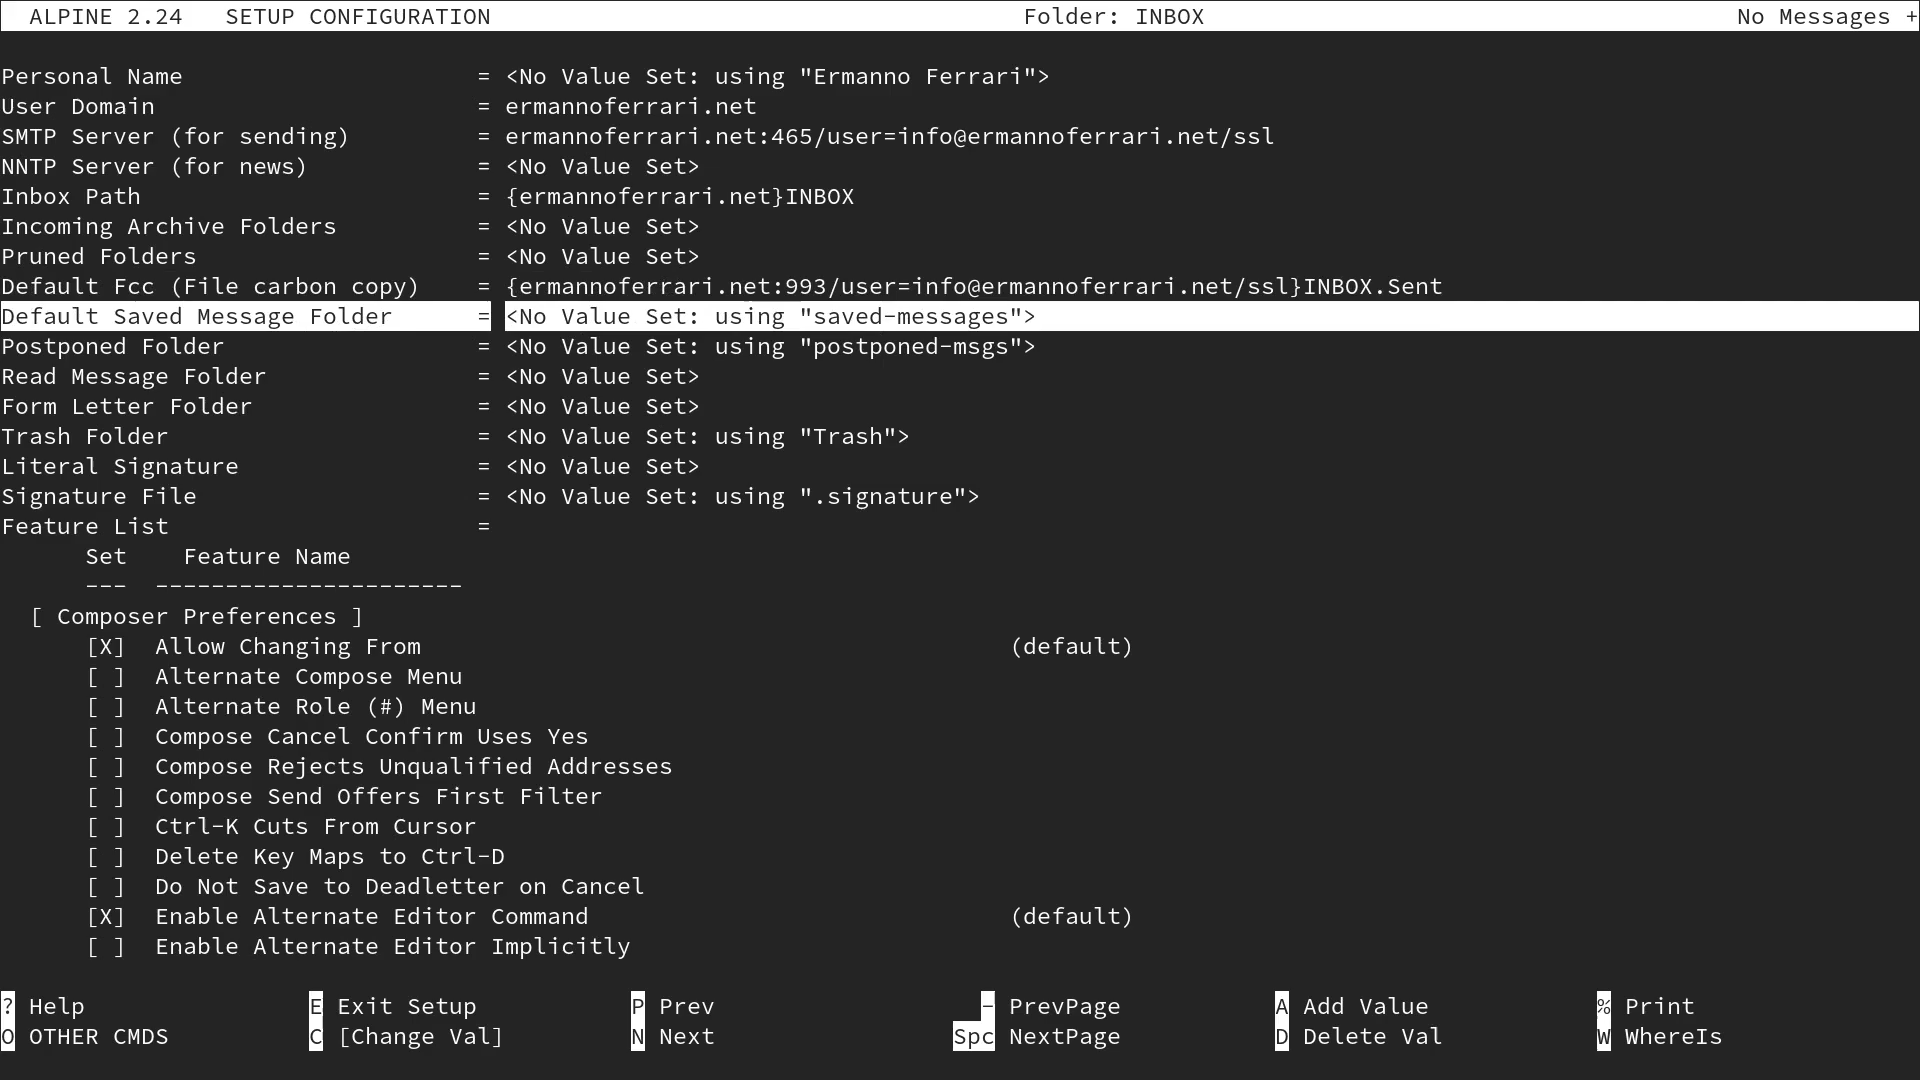 ALPINE 2.24   SETUP CONFIGURATION   Folder: INBOX   No Messages +
Personal Name = <No Value Set: using "Ermanno Ferrari">
User Domain = ermannoferrari.net
SMTP Server (for sending) = ermannoferrari.net:465/user=info@ermannoferrari.net/ssl
NNTP Server (for news) = <No Value Set>
Inbox Path = {ermannoferrari.net}INBOX
Incoming Archive Folders = <No Value Set>
Pruned Folders = <No Value Set>
Default Fcc (File carbon copy) = {ermannoferrari.net:993/user=info@ermannoferrari.net/ssl}INBOX.Sent
Default Saved Message Folder = <No Value Set: using "saved-messages">
Postponed Folder = <No Value Set: using "postponed-msgs">
Read Message Folder = <No Value Set>
Form Letter Folder = <No Value Set>
Trash Folder = <No Value Set: using "Trash">
Literal Signature = <No Value Set>
Signature File = <No Value Set: using ".signature">
Feature List =
Set    Feature Name
---  ----------------------
[ Composer Preferences ]
[X]  Allow Changing From   (default)
[ ]  Alternate Compose Menu
[ ]  Alternate Role (#) Menu
[ ]  Compose Cancel Confirm Uses Yes
[ ]  Compose Rejects Unqualified Addresses
[ ]  Compose Send Offers First Filter
[ ]  Ctrl-K Cuts From Cursor
[ ]  Delete Key Maps to Ctrl-D
[ ]  Do Not Save to Deadletter on Cancel
[X]  Enable Alternate Editor Command   (default)
[ ]  Enable Alternate Editor Implicitly
? Help   E Exit Setup   P Prev   - PrevPage   A Add Value   % Print
O OTHER CMDS   C [Change Val]   N Next   Spc NextPage   D Delete Val   W WhereIs